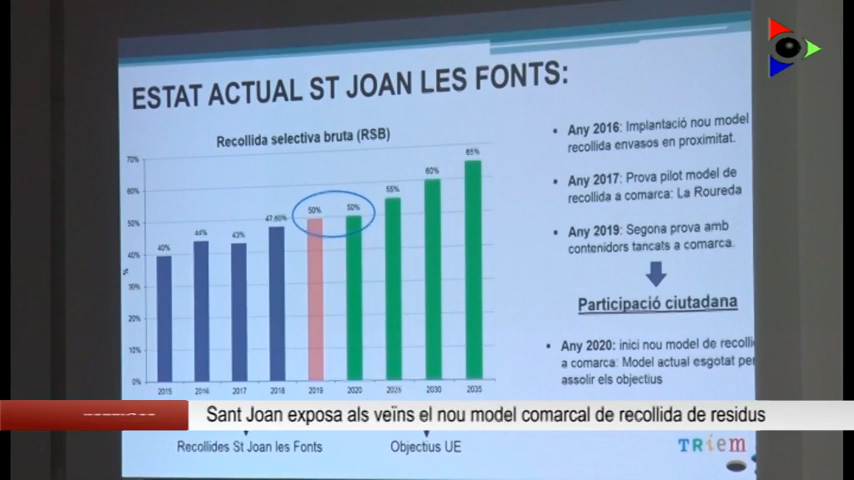 ESTAT ACTUAL ST JOAN LES FONTS:
Recollida selectiva bruta (RSB)
70%
60%
50%
40%
30%
20%
10%
0%
%
40%
44%
43%
47,60%
50%
50%
55%
60%
65%
2015
2016
2017
2018
2019
2020
2025
2030
2035
Recollides St Joan les Fonts
Objectius UE
• Any 2016: Implantació nou model
recollida envasos en proximitat.
• Any 2017: Prova pilot model de
recollida a comarca: La Roureda
• Any 2019: Segona prova amb
contenidors tancats a comarca.
Participació ciutadana
• Any 2020: inici nou model de recolli
a comarca: Model actual esgotat per
assolir els objectius
TRIem
Sant Joan exposa als veïns el nou model comarcal de recollida de residus